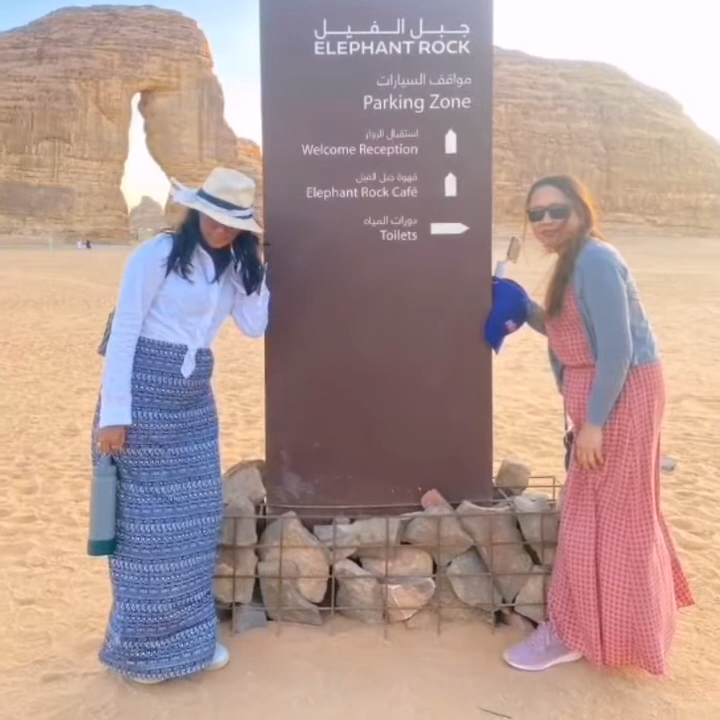 جبل الفيل
ELEPHANT ROCK
مواقف السيارات
Parking Zone
استقبال الزوار
Welcome Reception
قهوة جبل الفيل
Elephant Rock Café
دورات المياه
Toilets